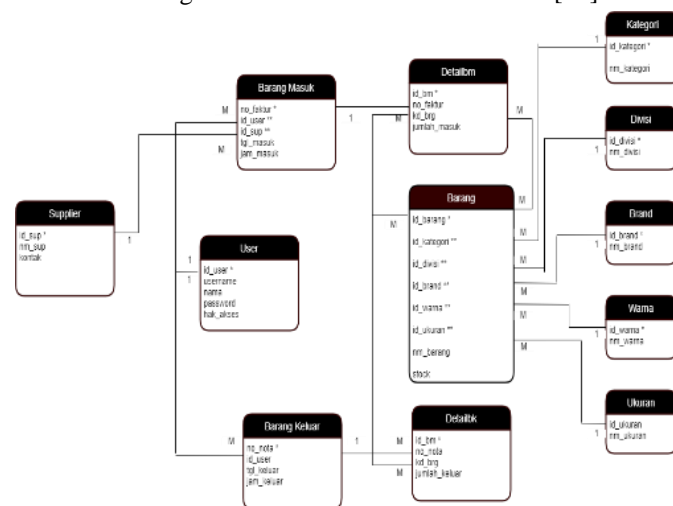 Kategori
id_kategori *
nm_kategori
Detailbm
id_bm *
no_faktur
kd_brg
jumlah_masuk
Barang Masuk
no_faktur *
id_user **
id_sup **
tgl_masuk
jam_masuk
Divisi
id_divisi *
nm_divisi
Barang
id_barang *
id_kategori **
id_divisi **
id_brand **
id_warna **
id_ukuran **
nm_barang
stock
Supplier
id_sup *
nm_sup
kontak
User
id_user *
username
nama
password
hak_akses
Brand
id_brand *
nm_brand
Warna
id_warna *
nm_warna
Ukuran
id_ukuran
nm_ukuran
Barang Keluar
no_nota *
id_user
tgl_keluar
jam_keluar
Detailbk
id_bm *
no_nota
kd_brg
jumlah_keluar
1
1
1
1
1
1
1
1
1
1
M
M
M
M
M
M
M
M
M
M
M
M
M
M